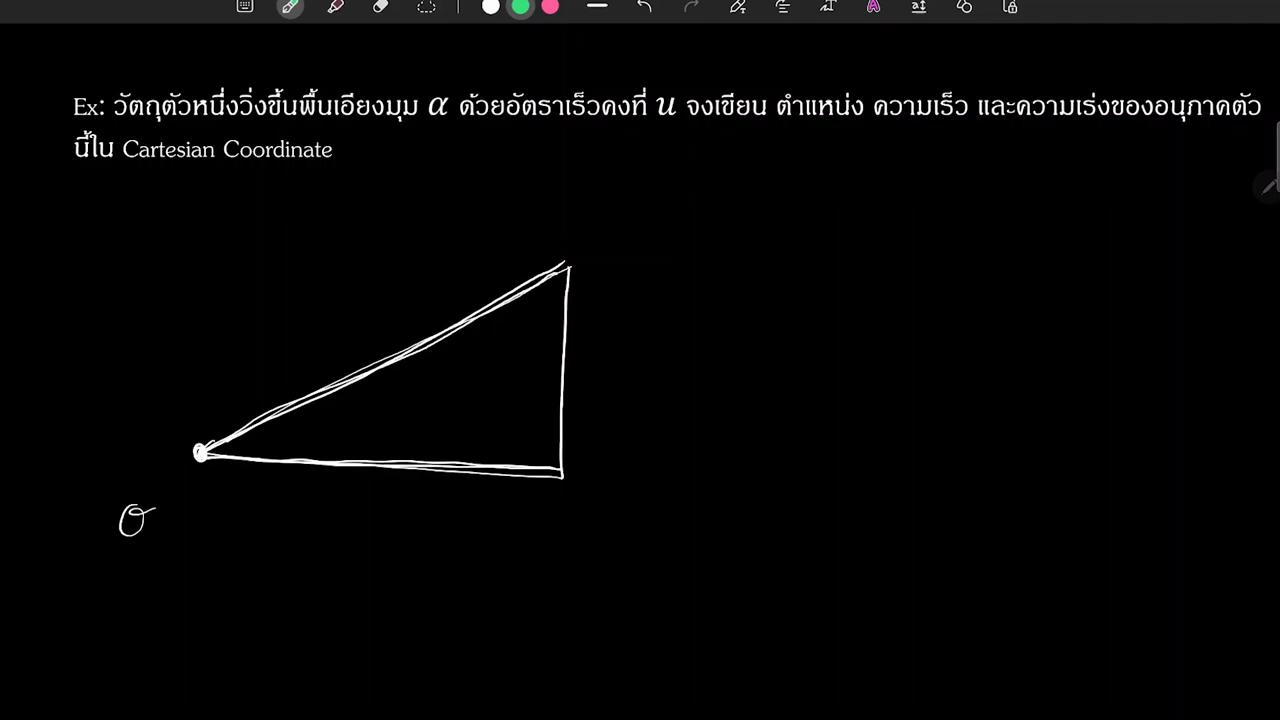 Ex: วัตถุตัวหนึ่งวิ่งขึ้นพื้นเอียงมุม α ด้วยอัตราเร็วคงที่ u จงเขียน ตำแหน่ง ความเร็ว และความเร่งของอนุภาคตัว
นี้ใน Cartesian Coordinate
O